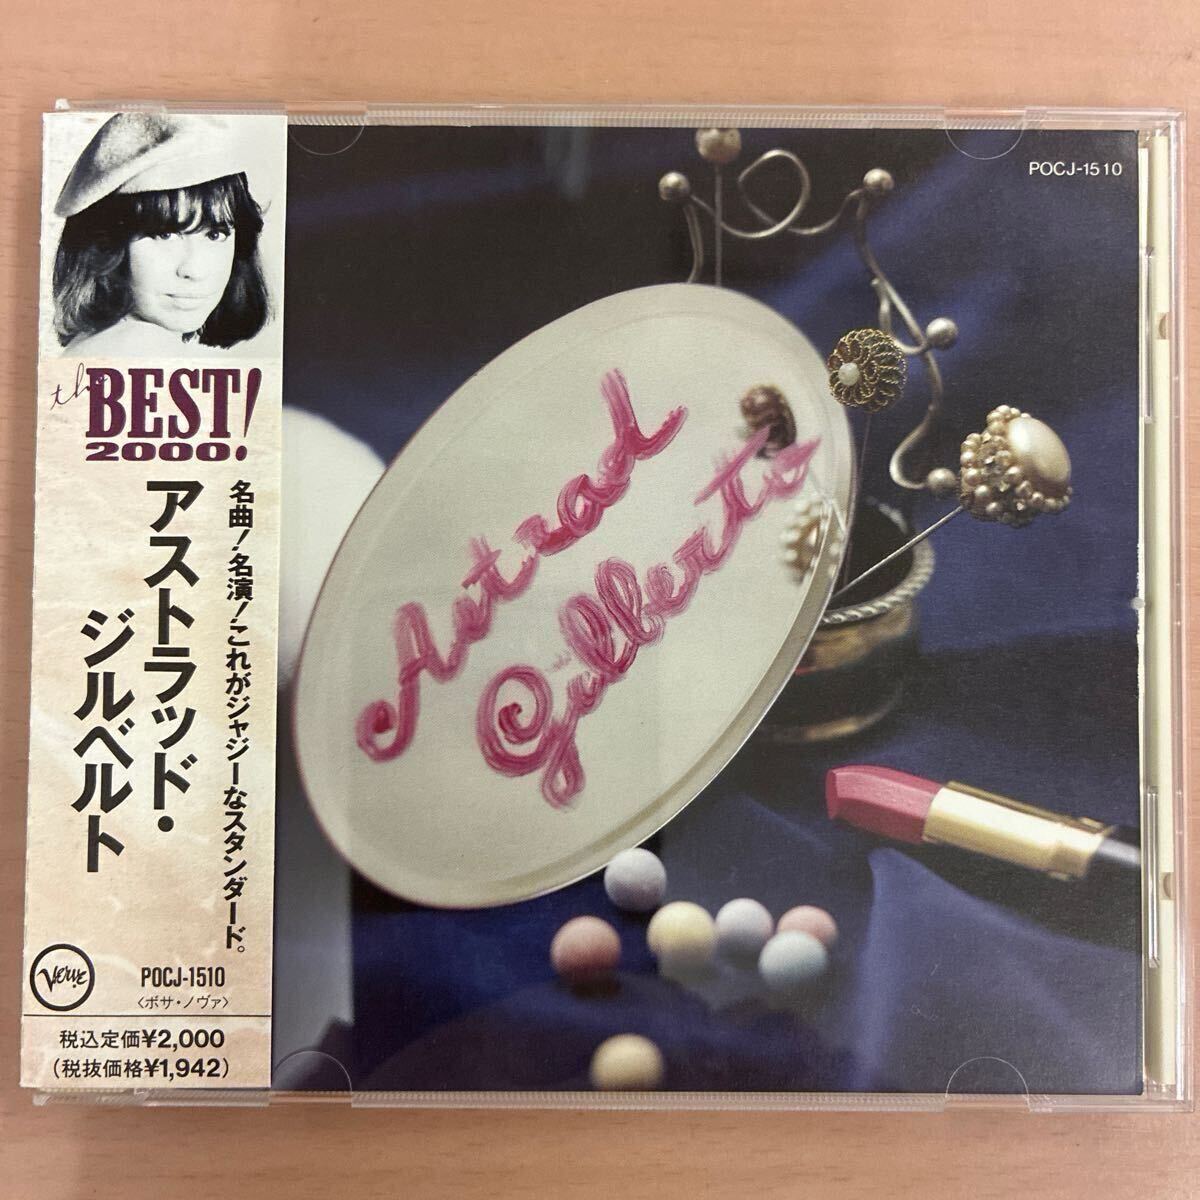 the
BEST!
2000!
名曲!名演!これがジャジーなスタンダード。
アストラッド・
ジルベルト
Verve
POCJ-1510
〈ボサ・ノヴァ〉
税込定価¥2,000
(税抜価格¥1,942)
POCJ-1510
Astrud
Gilberto